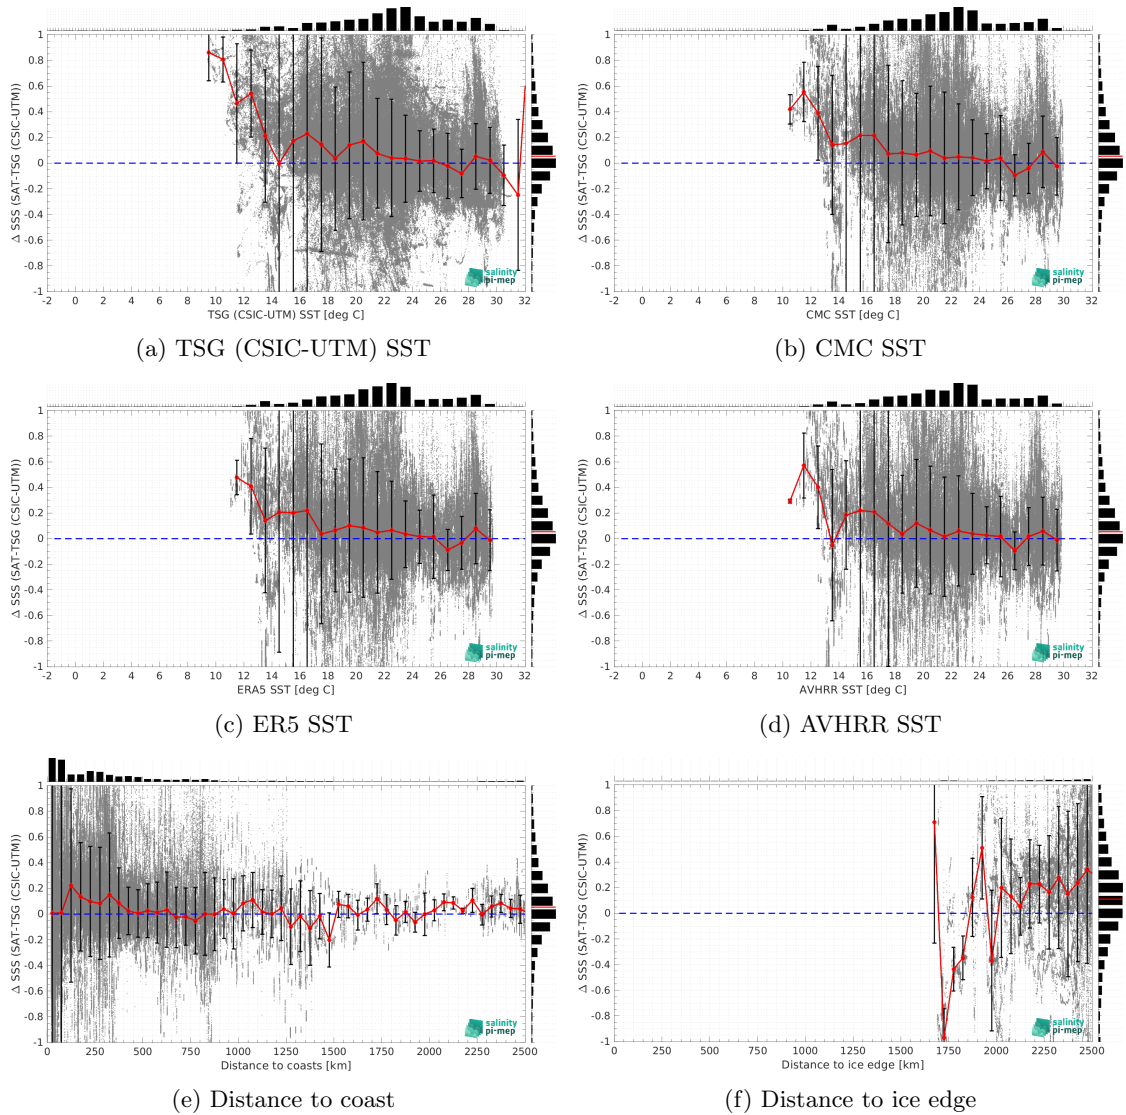 1
0.8
0.6
0.4
0.2
0
-0.2
-0.4
-0.6
-0.8
-1
Δ SSS (SAT-TSG (CSIC-UTM))
salinity
pi-mep
-2 0 2 4 6 8 10 12 14 16 18 20 22 24 26 28 30 32
TSG (CSIC-UTM) SST [deg C]
(a) TSG (CSIC-UTM) SST
1
0.8
0.6
0.4
0.2
0
-0.2
-0.4
-0.6
-0.8
-1
Δ SSS (SAT-TSG (CSIC-UTM))
salinity
pi-mep
-2 0 2 4 6 8 10 12 14 16 18 20 22 24 26 28 30 32
CMC SST [deg C]
(b) CMC SST
1
0.8
0.6
0.4
0.2
0
-0.2
-0.4
-0.6
-0.8
-1
Δ SSS (SAT-TSG (CSIC-UTM))
salinity
pi-mep
-2 0 2 4 6 8 10 12 14 16 18 20 22 24 26 28 30 32
ERA5 SST [deg C]
(c) ER5 SST
1
0.8
0.6
0.4
0.2
0
-0.2
-0.4
-0.6
-0.8
-1
Δ SSS (SAT-TSG (CSIC-UTM))
salinity
pi-mep
-2 0 2 4 6 8 10 12 14 16 18 20 22 24 26 28 30 32
AVHRR SST [deg C]
(d) AVHRR SST
1
0.8
0.6
0.4
0.2
0
-0.2
-0.4
-0.6
-0.8
-1
Δ SSS (SAT-TSG (CSIC-UTM))
salinity
pi-mep
0 250 500 750 1000 1250 1500 1750 2000 2250 2500
Distance to coasts [km]
(e) Distance to coast
1
0.8
0.6
0.4
0.2
0
-0.2
-0.4
-0.6
-0.8
-1
Δ SSS (SAT-TSG (CSIC-UTM))
salinity
pi-mep
0 250 500 750 1000 1250 1500 1750 2000 2250 2500
Distance to ice edge [km]
(f) Distance to ice edge